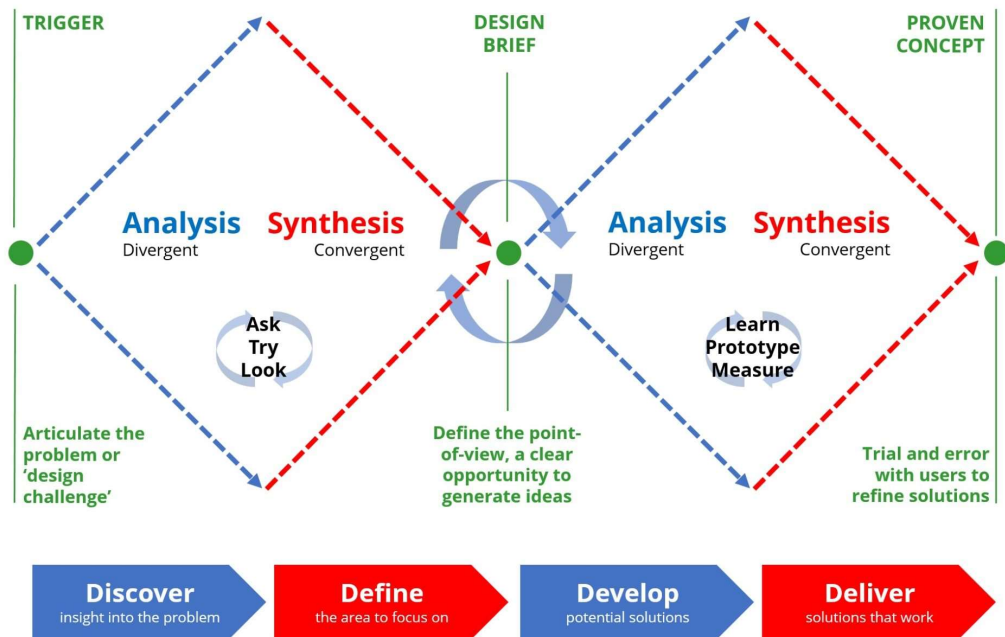 TRIGGER
DESIGN
BRIEF
PROVEN
CONCEPT
Analysis
Divergent
Synthesis
Convergent
Analysis
Divergent
Synthesis
Convergent
Ask
Try
Look
Learn
Prototype
Measure
Articulate the
problem or
‘design
challenge’
Define the point-
of-view, a clear
opportunity to
generate ideas
Trial and error
with users to
refine solutions
Discover
insight into the problem
Define
the area to focus on
Develop
potential solutions
Deliver
solutions that work